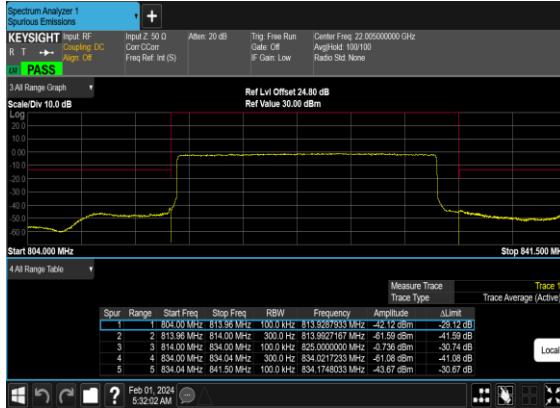 Spectrum Analyzer 1
Spurious Emissions
KEYSIGHT Input: RF Input Z: 50 Ω Atten: 20 dB Trig: Free Run Center Freq: 22.005000000 GHz
R T Coupling: DC Corr CCorr Gate: Off Avg|Hold: 100/100
Align: Off Freq Ref: Int (S) IF Gain: Low Radio Std: None
PASS
3 All Range Graph
Ref Lvl Offset 24.80 dB
Scale/Div 10.0 dB Ref Value 30.00 dBm
Log
20.0
10.0
0.00
-10.0
-20.0
-30.0
-40.0
-50.0
-60.0
Start 804.000 MHz Stop 841.500 MH
4 All Range Table
Measure Trace Trace 1
Trace Type Trace Average (Active)
Spur Range Start Freq Stop Freq RBW Frequency Amplitude ΔLimit
1 1 804.00 MHz 813.96 MHz 100.0 kHz 813.9287933 MHz -42.12 dBm -29.12 dB
2 2 813.96 MHz 814.00 MHz 300.0 Hz 813.9927167 MHz -61.59 dBm -41.59 dB
3 3 814.00 MHz 834.00 MHz 100.0 kHz 825.0000000 MHz -0.736 dBm -30.74 dB
4 4 834.00 MHz 834.04 MHz 300.0 Hz 834.0217233 MHz -61.08 dBm -41.08 dB
5 5 834.04 MHz 841.50 MHz 100.0 kHz 834.1748033 MHz -43.67 dBm -30.67 dB
Local
Feb 01, 2024
5:32:02 AM